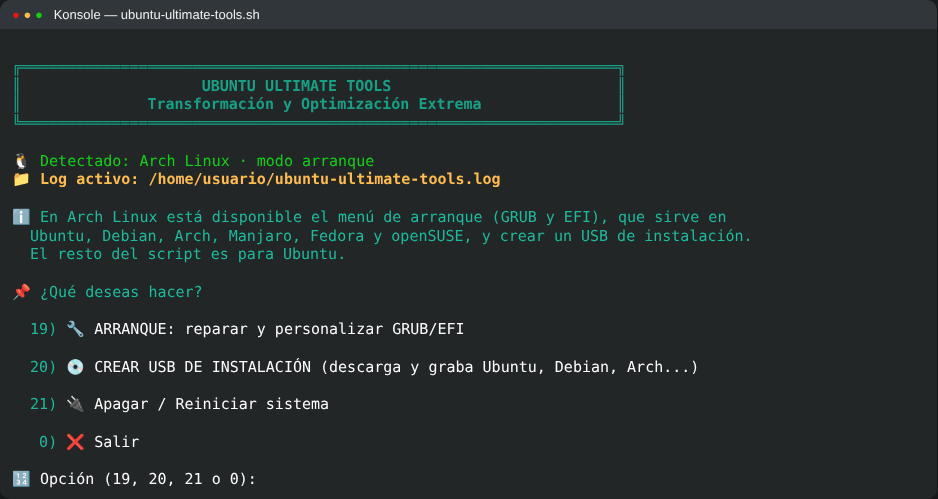 Konsole — ubuntu-ultimate-tools.sh
UBUNTU ULTIMATE TOOLS
Transformación y Optimización Extrema
🐧 Detectado: Arch Linux · modo arranque
📁 Log activo: /home/usuario/ubuntu-ultimate-tools.log
ℹ️ En Arch Linux está disponible el menú de arranque (GRUB y EFI), que sirve en
Ubuntu, Debian, Arch, Manjaro, Fedora y openSUSE, y crear un USB de instalación.
El resto del script es para Ubuntu.
📌 ¿Qué deseas hacer?
19) 🔧 ARRANQUE: reparar y personalizar GRUB/EFI
20) 💿 CREAR USB DE INSTALACIÓN (descarga y graba Ubuntu, Debian, Arch...)
21) 🔌 Apagar / Reiniciar sistema
0) ❌ Salir
🔢 Opción (19, 20, 21 o 0):